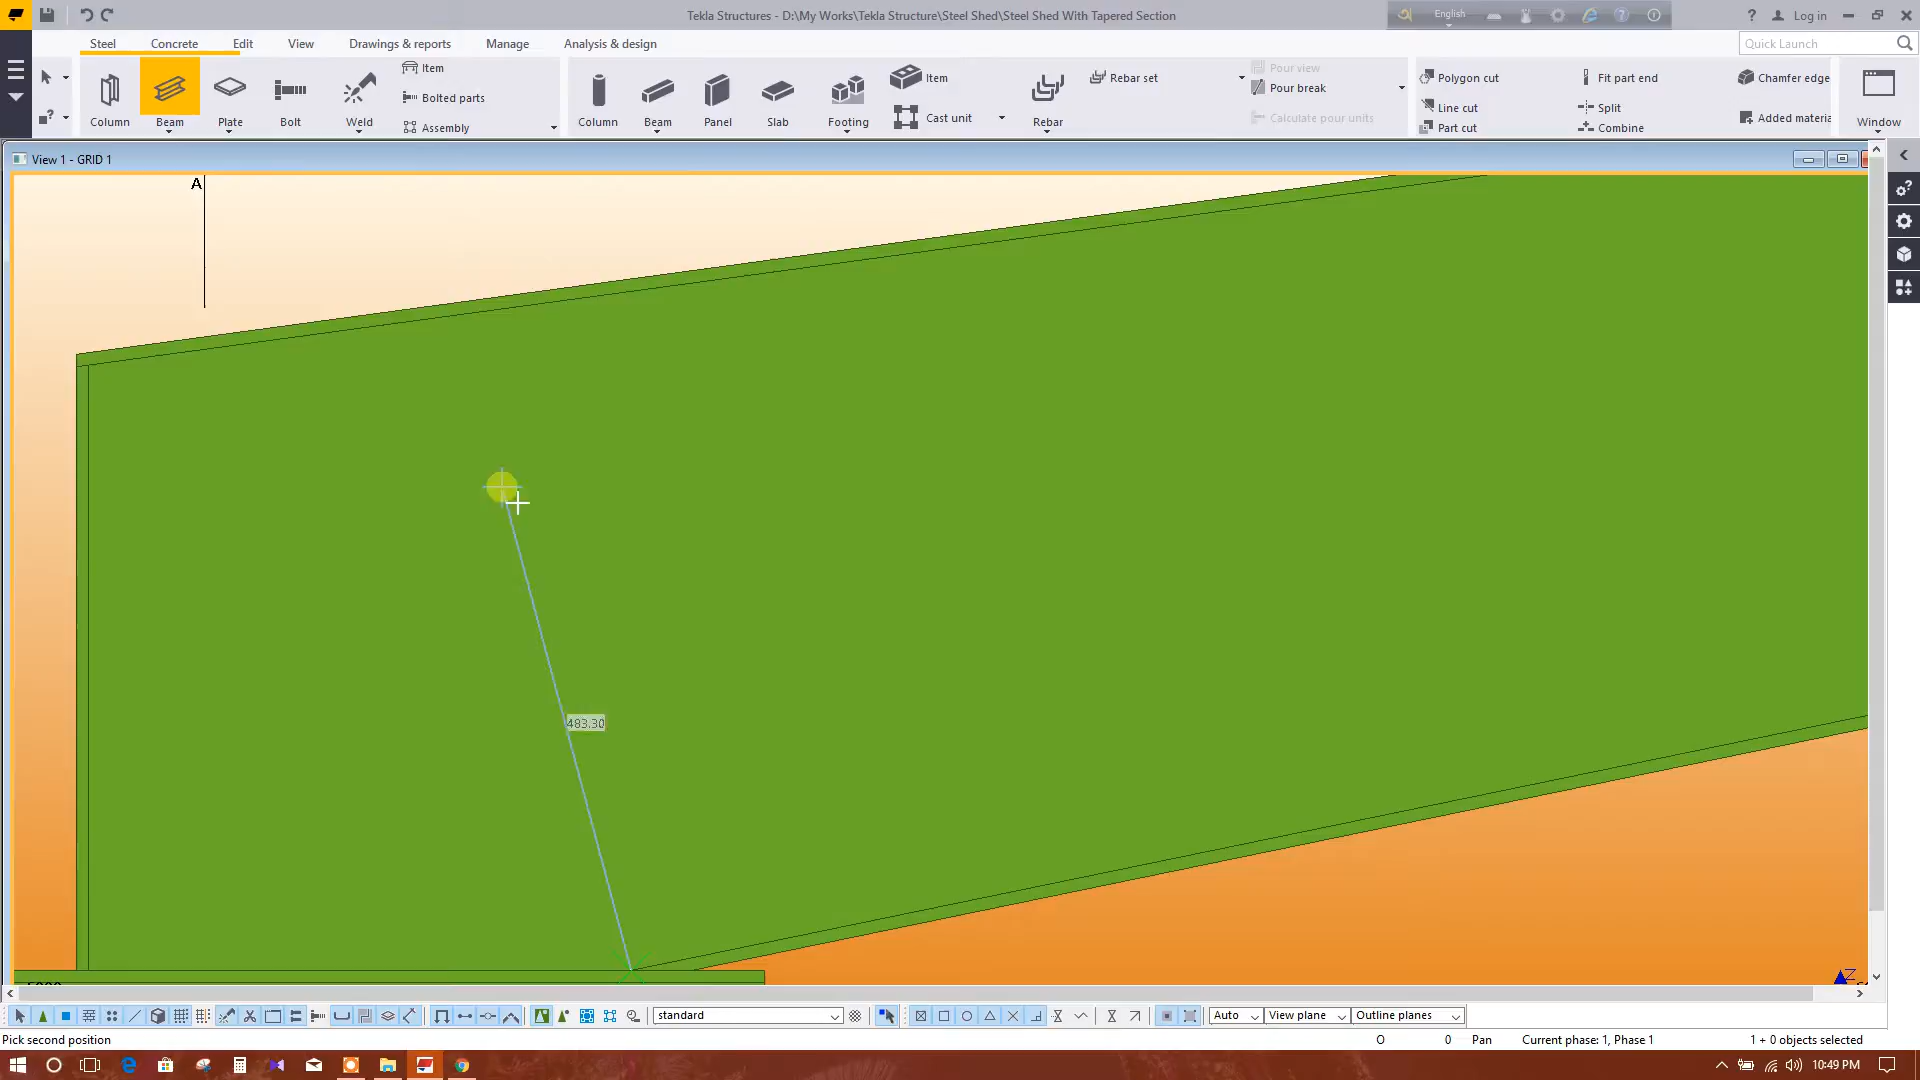 Tekla Structures - D:\My Works\Tekla Structure\Steel Shed\Steel Shed With Tapered Section
English
Log in
Steel
Concrete
Edit
View
Drawings & reports
Manage
Analysis & design
Quick Launch
Column
Beam
Plate
Bolt
Weld
Item
Bolted parts
Assembly
Column
Beam
Panel
Slab
Footing
Item
Cast unit
Rebar
Rebar set
Pour view
Pour break
Calculate pour units
Polygon cut
Line cut
Part cut
Fit part end
Split
Combine
Chamfer edge
Added materia
Window
View 1 - GRID 1
A
483.30
Z
standard
Auto
View plane
Outline planes
Pick second position
O
0
Pan
Current phase: 1, Phase 1
1 + 0 objects selected
10:49 PM